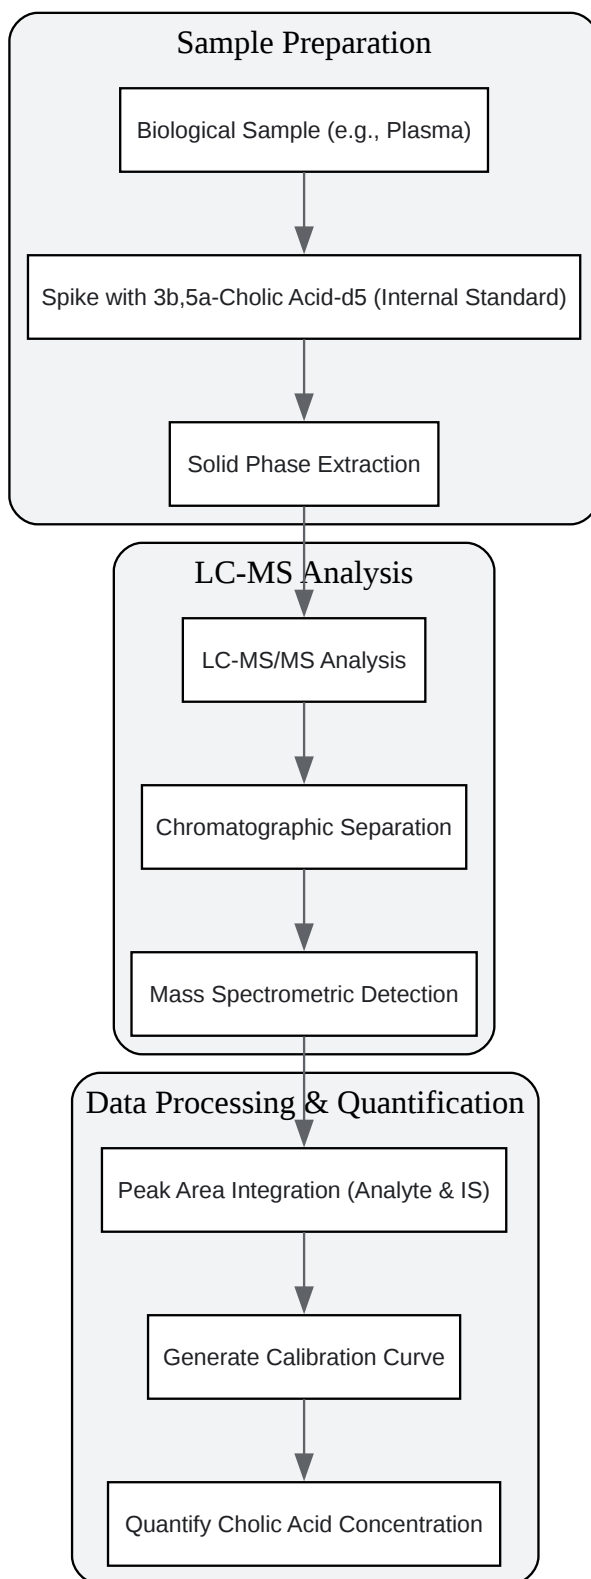 Sample Preparation
Biological Sample (e.g., Plasma)
Spike with 3b,5a-Cholic Acid-d5 (Internal Standard)
Solid Phase Extraction
LC-MS Analysis
LC-MS/MS Analysis
Chromatographic Separation
Mass Spectrometric Detection
Data Processing & Quantification
Peak Area Integration (Analyte & IS)
Generate Calibration Curve
Quantify Cholic Acid Concentration